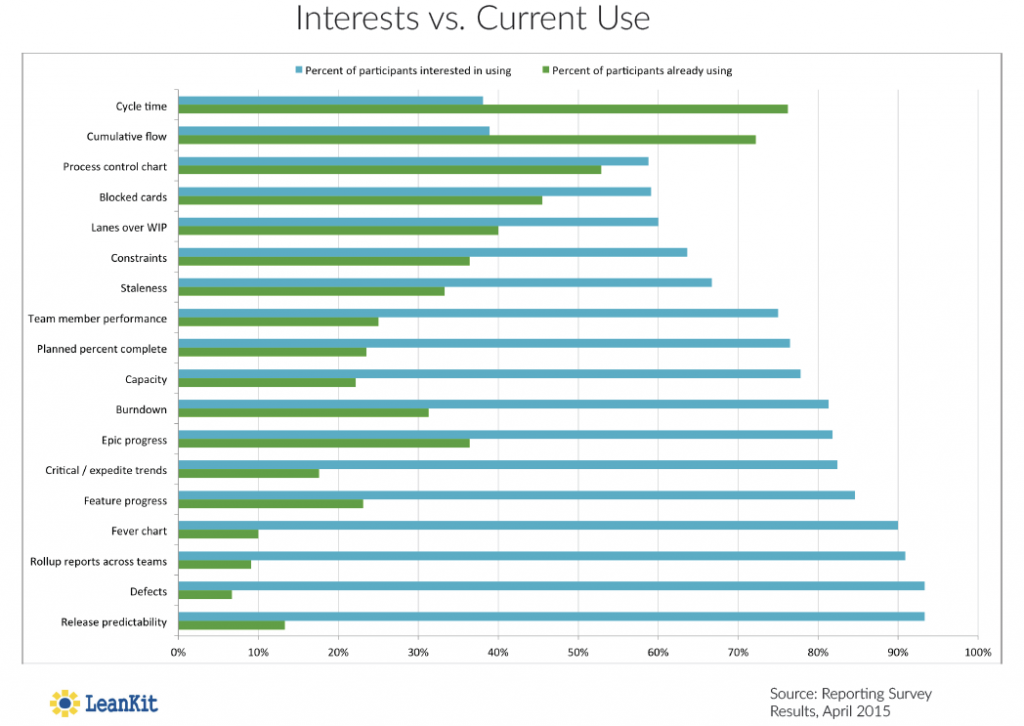 Interests vs. Current Use
Percent of participants interested in using
Percent of participants already using
Cycle time
Cumulative flow
Process control chart
Blocked cards
Lanes over WIP
Constraints
Staleness
Team member performance
Planned percent complete
Capacity
Burndown
Epic progress
Critical / expedite trends
Feature progress
Fever chart
Rollup reports across teams
Defects
Release predictability
0% 10% 20% 30% 40% 50% 60% 70% 80% 90% 100%
LeanKit
Source: Reporting Survey
Results, April 2015